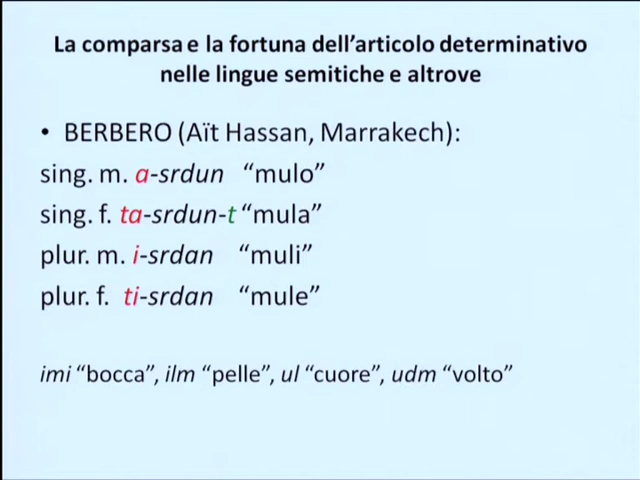 La comparsa e la fortuna dell’articolo determinativo
nelle lingue semitiche e altrove
• BERBERO (Aït Hassan, Marrakech):
sing. m. a-srdun “mulo”
sing. f. ta-srdun-t “mula”
plur. m. i-srdan “muli”
plur. f. ti-srdan “mule”
imi “bocca”, ilm “pelle”, ul “cuore”, udm “volto”